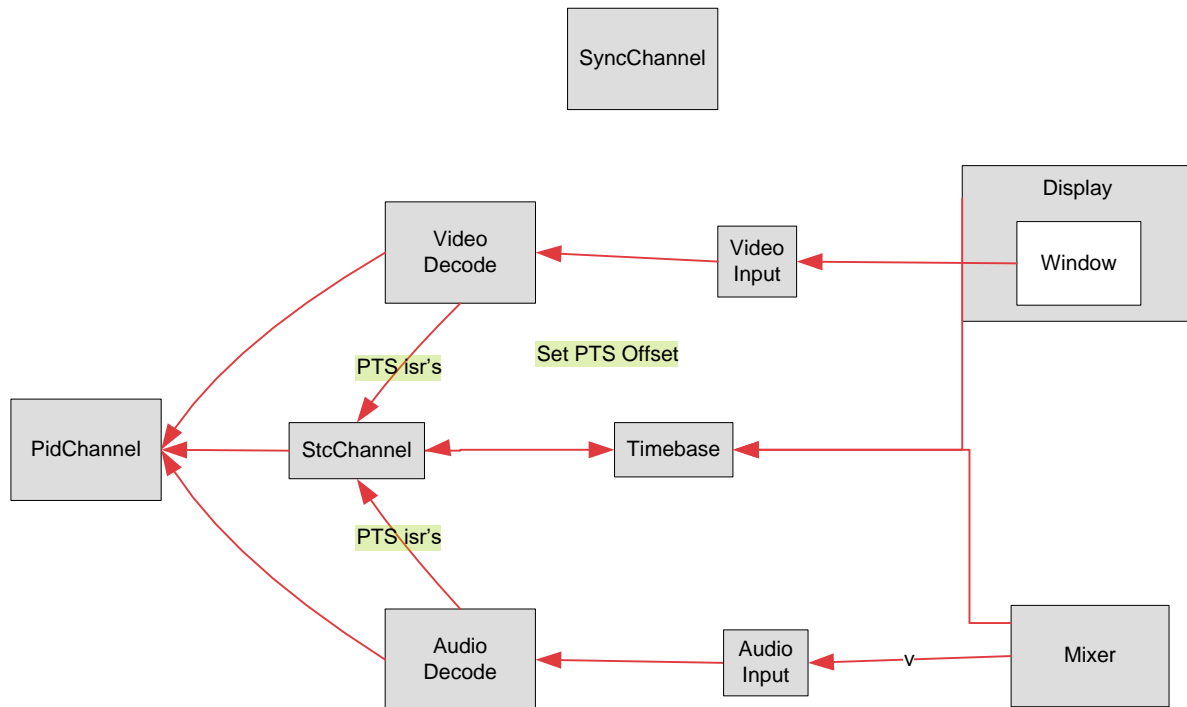 SyncChannel
Display
Video
Decode
Video
Input
Window
Set PTS Offset
PTS isr’s
PidChannel
StcChannel
Timebase
PTS isr’s
Audio
Decode
Audio
Input
v
Mixer